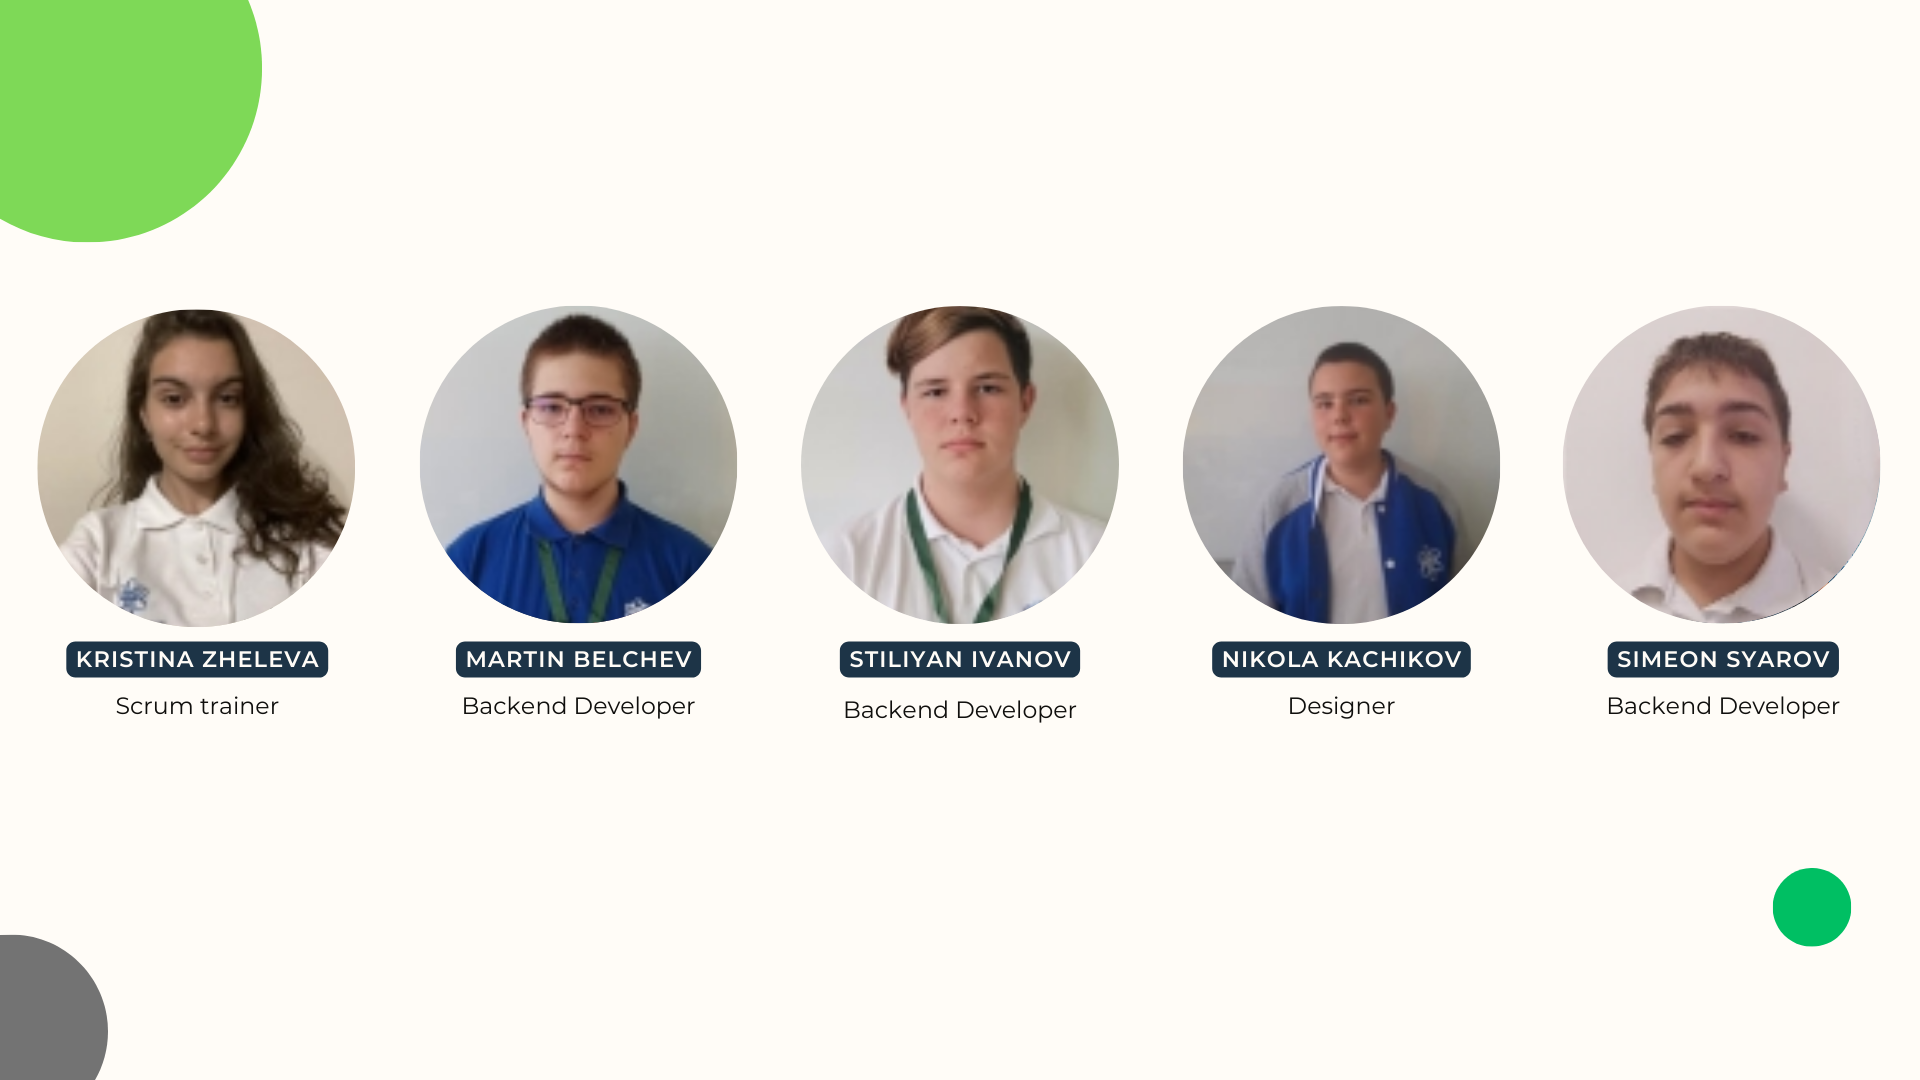 KRISTINA ZHELEVA
Scrum trainer
MARTIN BELCHEV
Backend Developer
STILIYAN IVANOV
Backend Developer
NIKOLA KACHIKOV
Designer
SIMEON SYAROV
Backend Developer